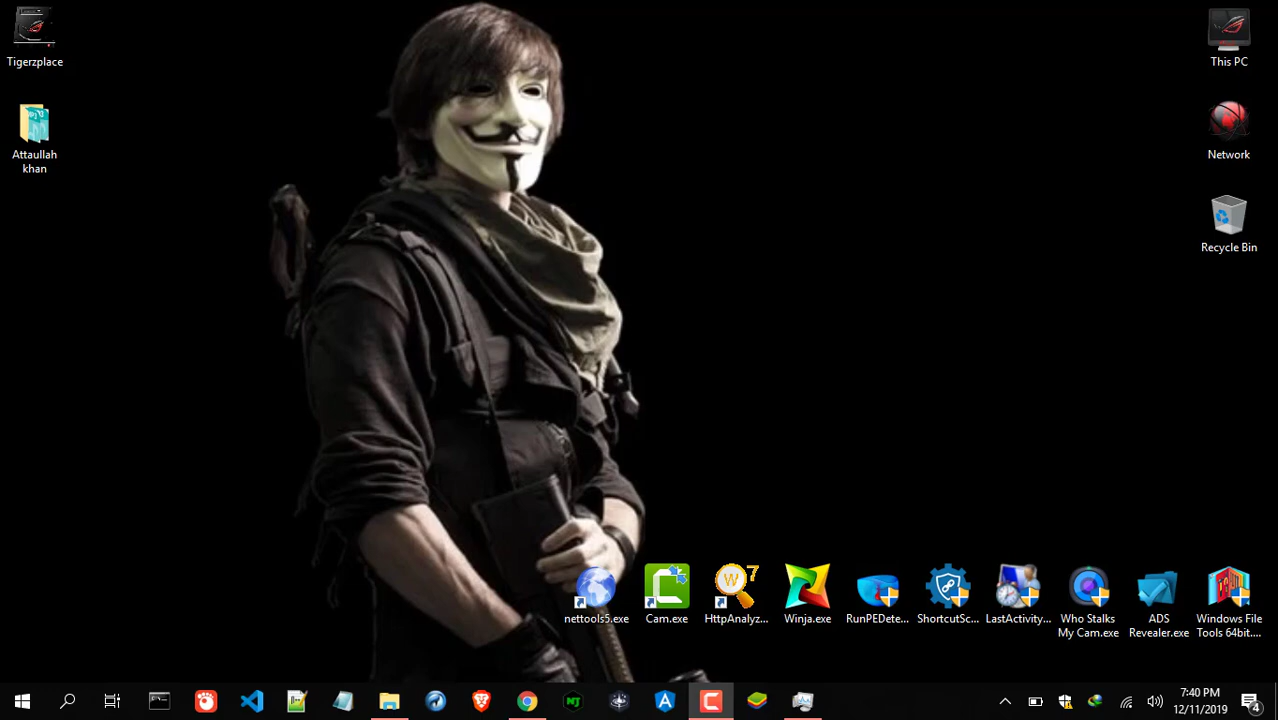 Tigerzplace
This PC
Attaullah
khan
Network
Recycle Bin
nettools5.exe
Cam.exe
HttpAnalyz...
Winja.exe
RunPEDete...
ShortcutSc...
LastActivity...
Who Stalks
My Cam.exe
ADS
Revealer.exe
Windows File
Tools 64bit....
7:40 PM
12/11/2019
4